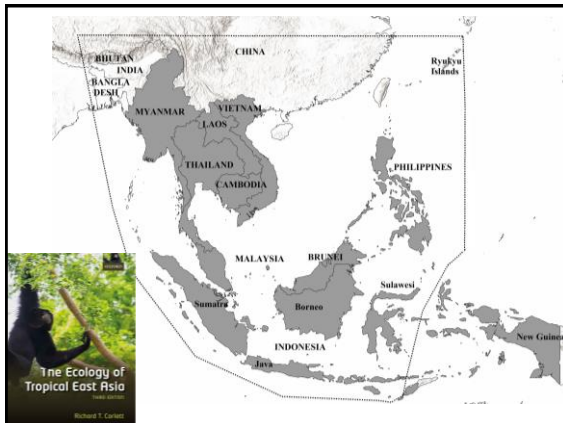 CHINA
Ryukyu
Islands
BHUTAN
INDIA
BANGLA
DESH
MYANMAR
VIETNAM
LAOS
THAILAND
PHILIPPINES
CAMBODIA
MALAYSIA
BRUNEI
Sumatra
Borneo
Sulawesi
INDONESIA
New Guinea
Java
The Ecology of
Tropical East Asia
THIRD EDITION
Richard T. Corlett